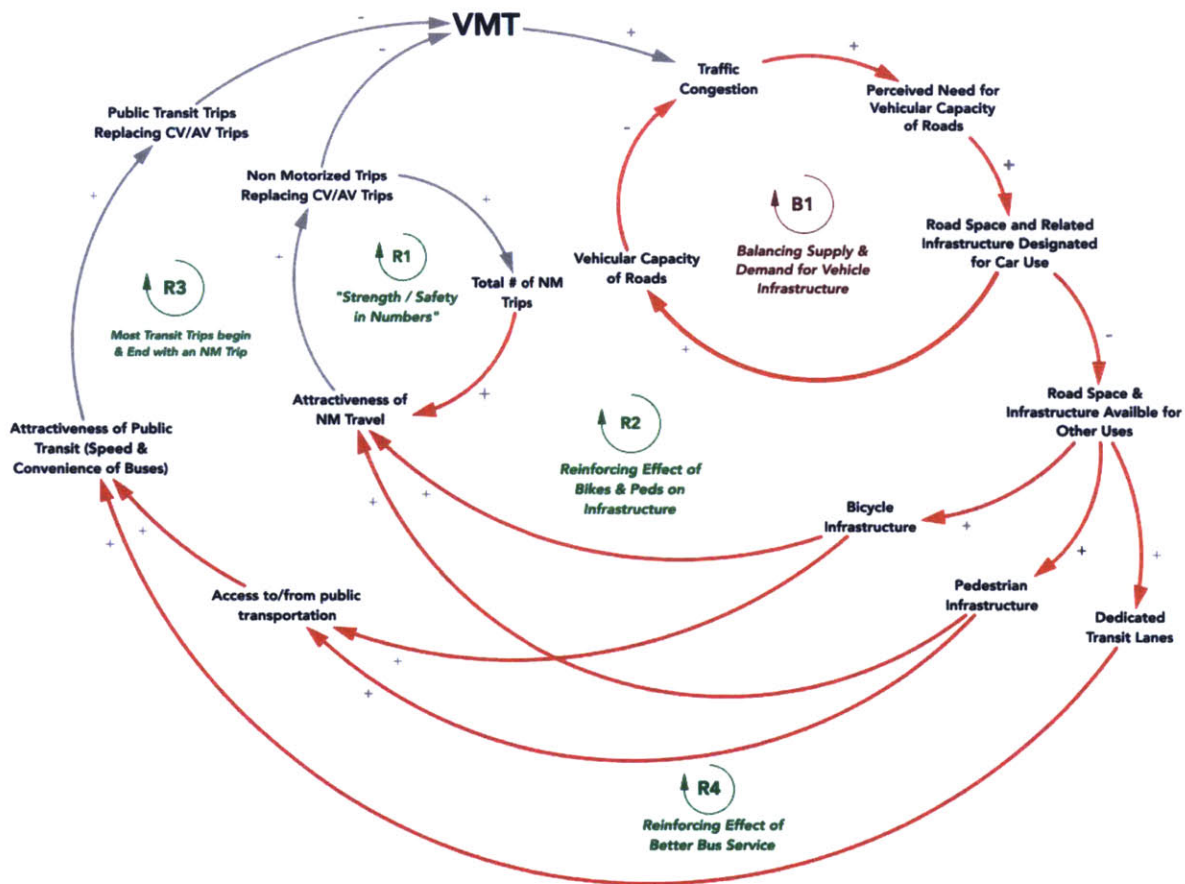 VMT
Traffic
Congestion
Perceived Need for
Vehicular Capacity
of Roads
Public Transit Trips
Replacing CV/AV Trips
Non Motorized Trips
Replacing CV/AV Trips
B1
Balancing Supply &
Demand for Vehicle
Infrastructure
Road Space and Related
Infrastructure Designated
for Car Use
R1
"Strength / Safety
in Numbers"
Total # of NM
Trips
Vehicular Capacity
of Roads
R3
Most Transit Trips begin
& End with an NM Trip
Attractiveness of
NM Travel
R2
Reinforcing Effect of
Bikes & Peds on
Infrastructure
Road Space &
Infrastructure Availble for
Other Uses
Attractiveness of Public
Transit (Speed &
Convenience of Buses)
Bicycle
Infrastructure
Access to/from public
transportation
Pedestrian
Infrastructure
Dedicated
Transit Lanes
R4
Reinforcing Effect of
Better Bus Service